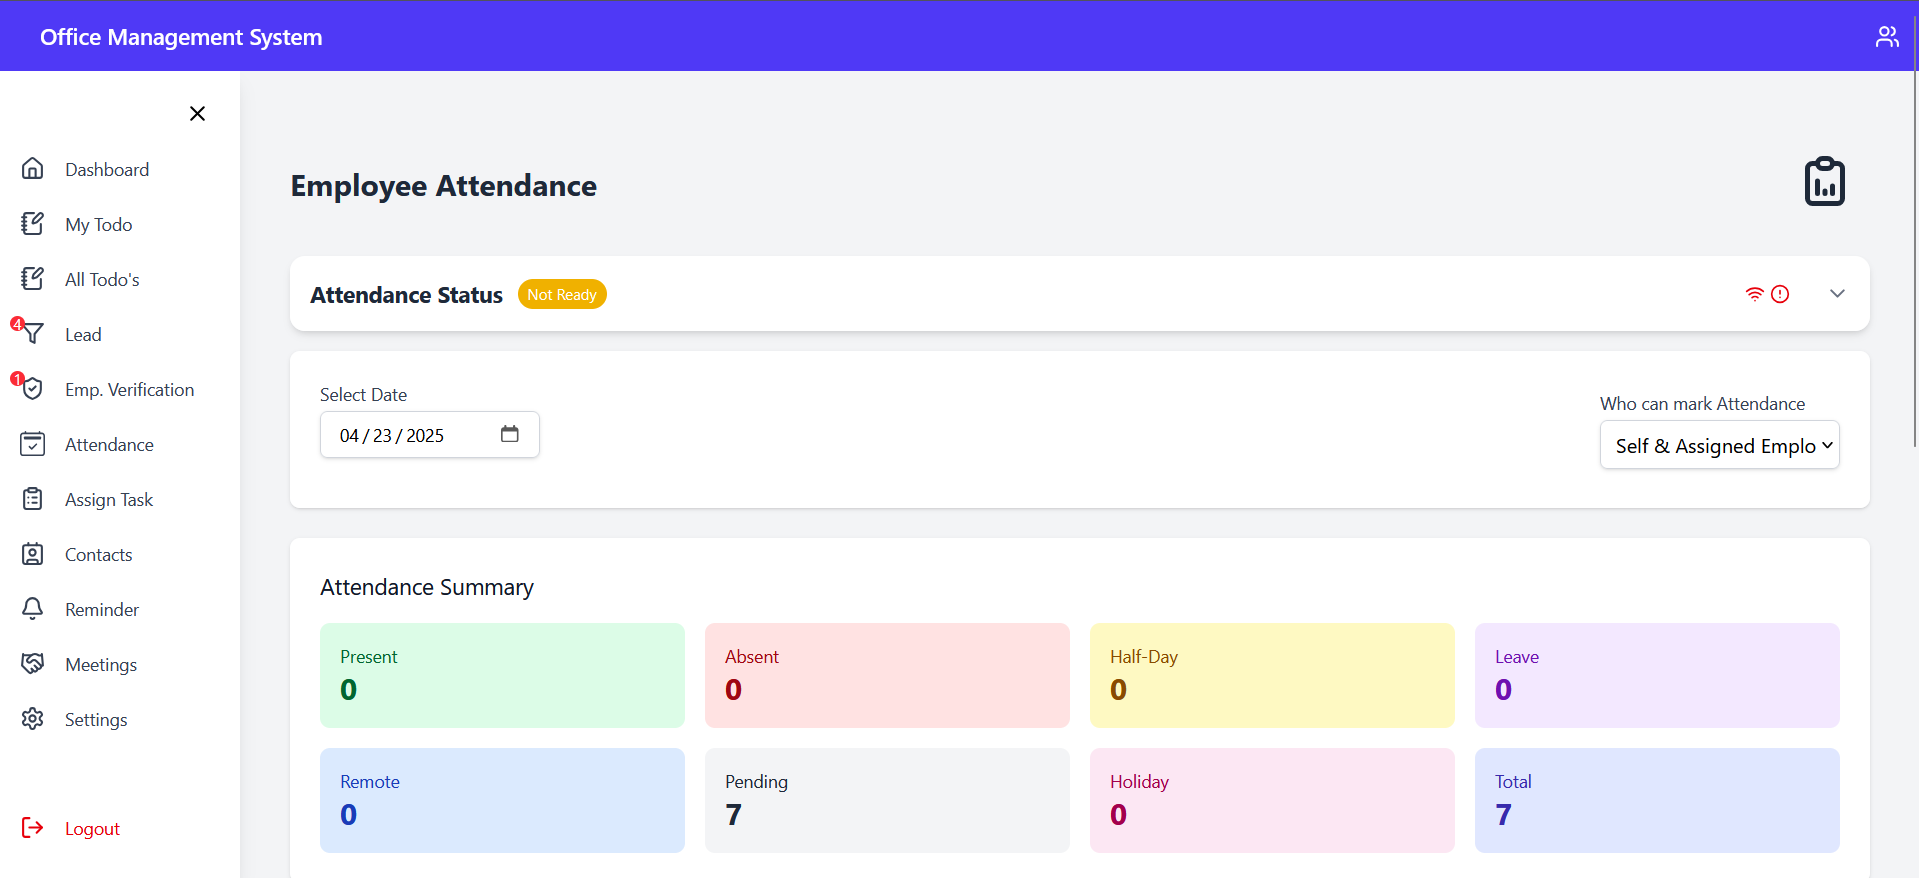 Office Management System
Dashboard
My Todo
All Todo's
4
Lead
1
Emp. Verification
Attendance
Assign Task
Contacts
Reminder
Meetings
Settings
Logout
Employee Attendance
Attendance Status
Not Ready
Select Date
04/23/2025
Who can mark Attendance
Self & Assigned Emplo
Attendance Summary
Present
0
Absent
0
Half-Day
0
Leave
0
Remote
0
Pending
7
Holiday
0
Total
7